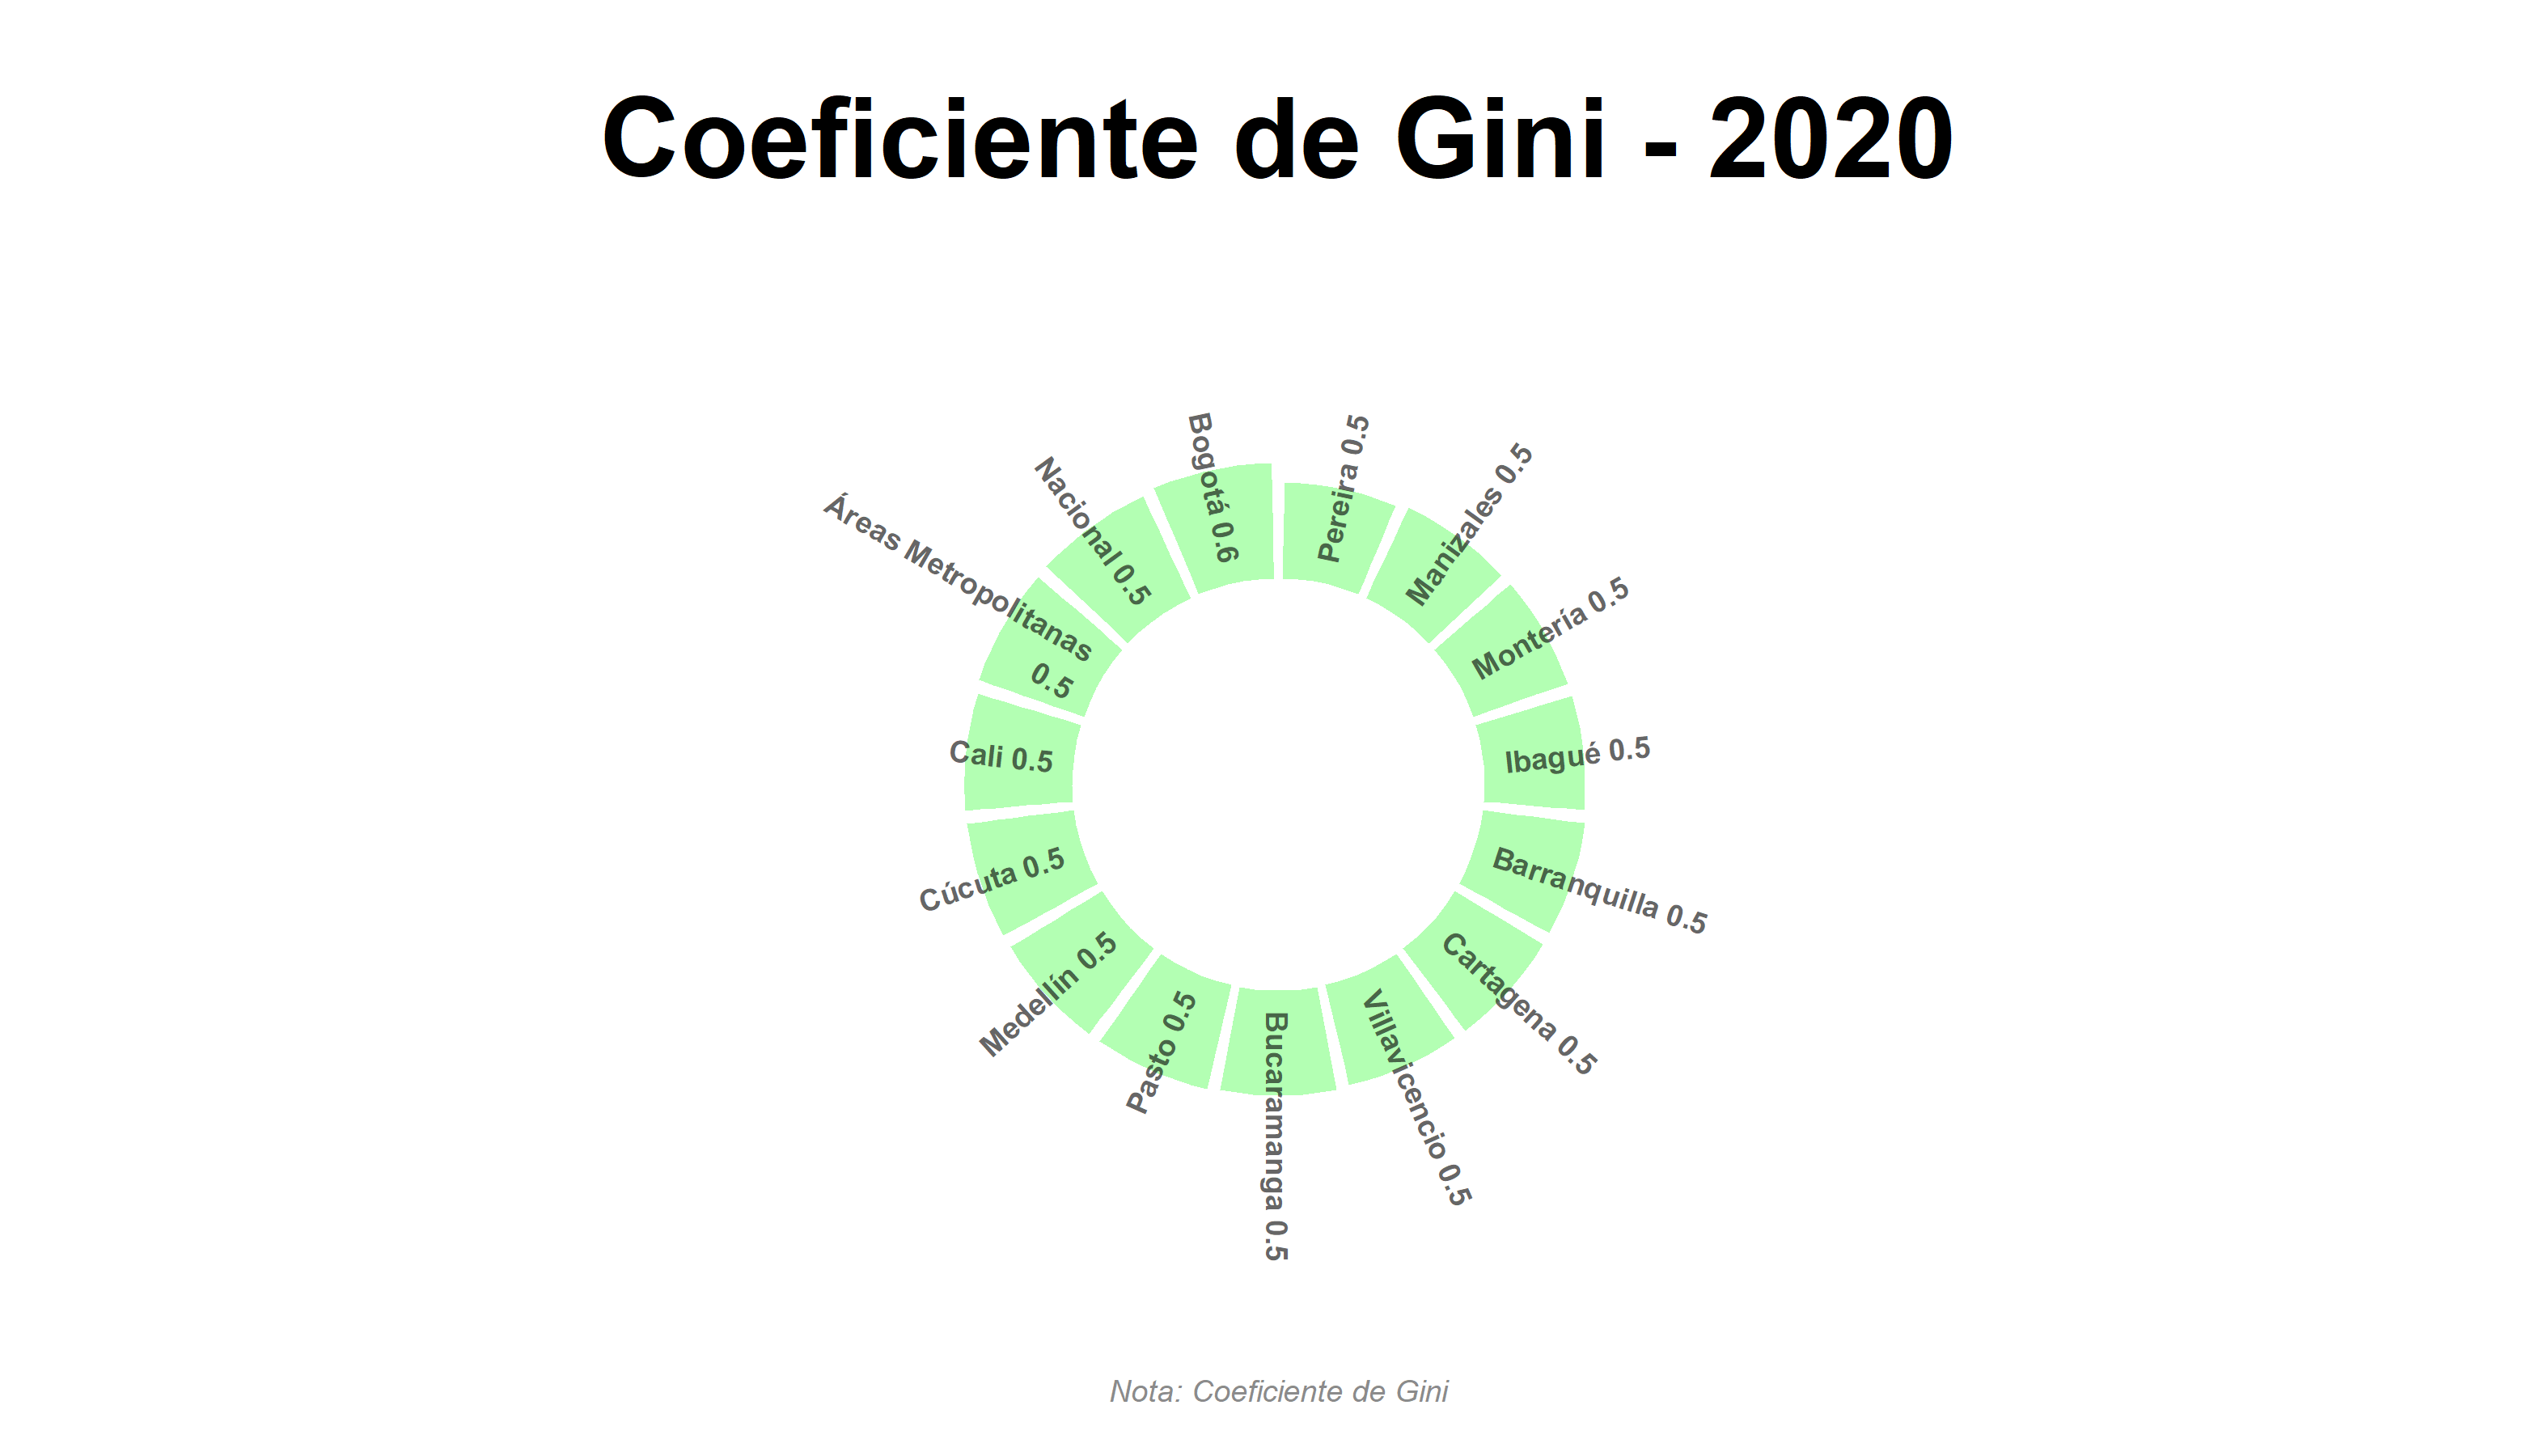 Coeficiente de Gini - 2020
Pereira 0.5
Manizales 0.5
Montería 0.5
Ibagué 0.5
Barranquilla 0.5
Cartagena 0.5
Villavicencio 0.5
Bucaramanga 0.5
Pasto 0.5
Medellín 0.5
Cúcuta 0.5
Cali 0.5
Áreas Metropolitanas
0.5
Nacional 0.5
Bogotá 0.6
Nota: Coeficiente de Gini